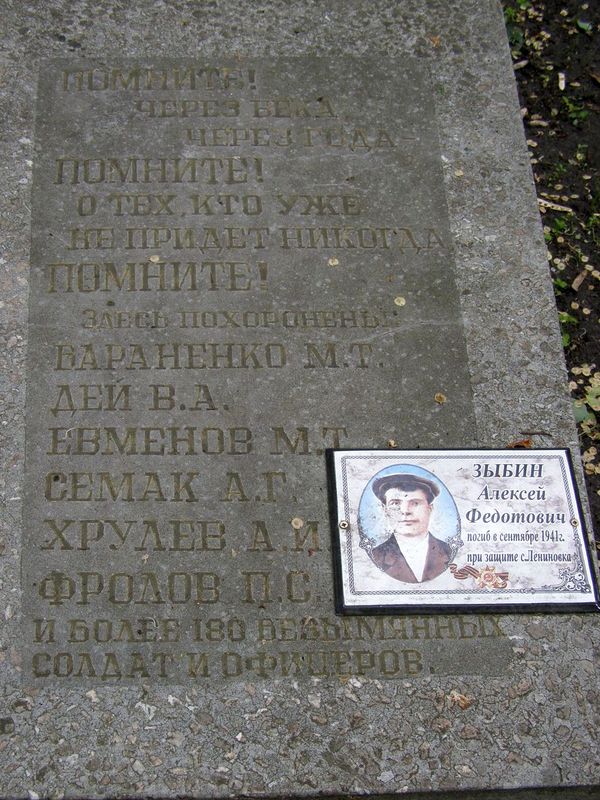 ПОМНИТЕ!
ЧЕРЕЗ ВЕКА,
ЧЕРЕЗ ГОДА–
ПОМНИТЕ!
О ТЕХ, КТО УЖЕ
НЕ ПРИДЕТ НИКОГДА
ПОМНИТЕ!
ЗДЕСЬ ПОХОРОНЕНЫ
ВАРАНЕНКО М.Т.
ДЕЙ В.А.
ЕВМЕНОВ М.Т.
СЕМАК А.Г.
ХРУЛЕВ А.И
ФРОЛОВ П.С
И БОЛЕЕ 180 БЕЗЫМЯННЫХ
СОЛДАТ И ОФИЦЕРОВ.
ЗЫБИН
Алексей
Федотович
погиб в сентябре 1941г.
при защите с.Лениновка